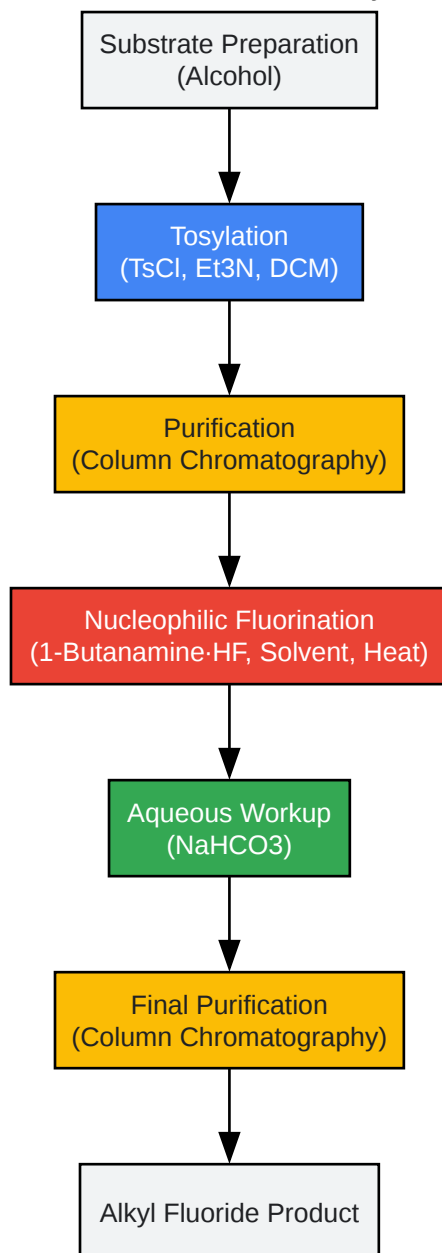 Substrate Preparation
(Alcohol)
Tosylation
(TsCl, Et3N, DCM)
Purification
(Column Chromatography)
Nucleophilic Fluorination
(1-Butanamine·HF, Solvent, Heat)
Aqueous Workup
(NaHCO3)
Final Purification
(Column Chromatography)
Alkyl Fluoride Product